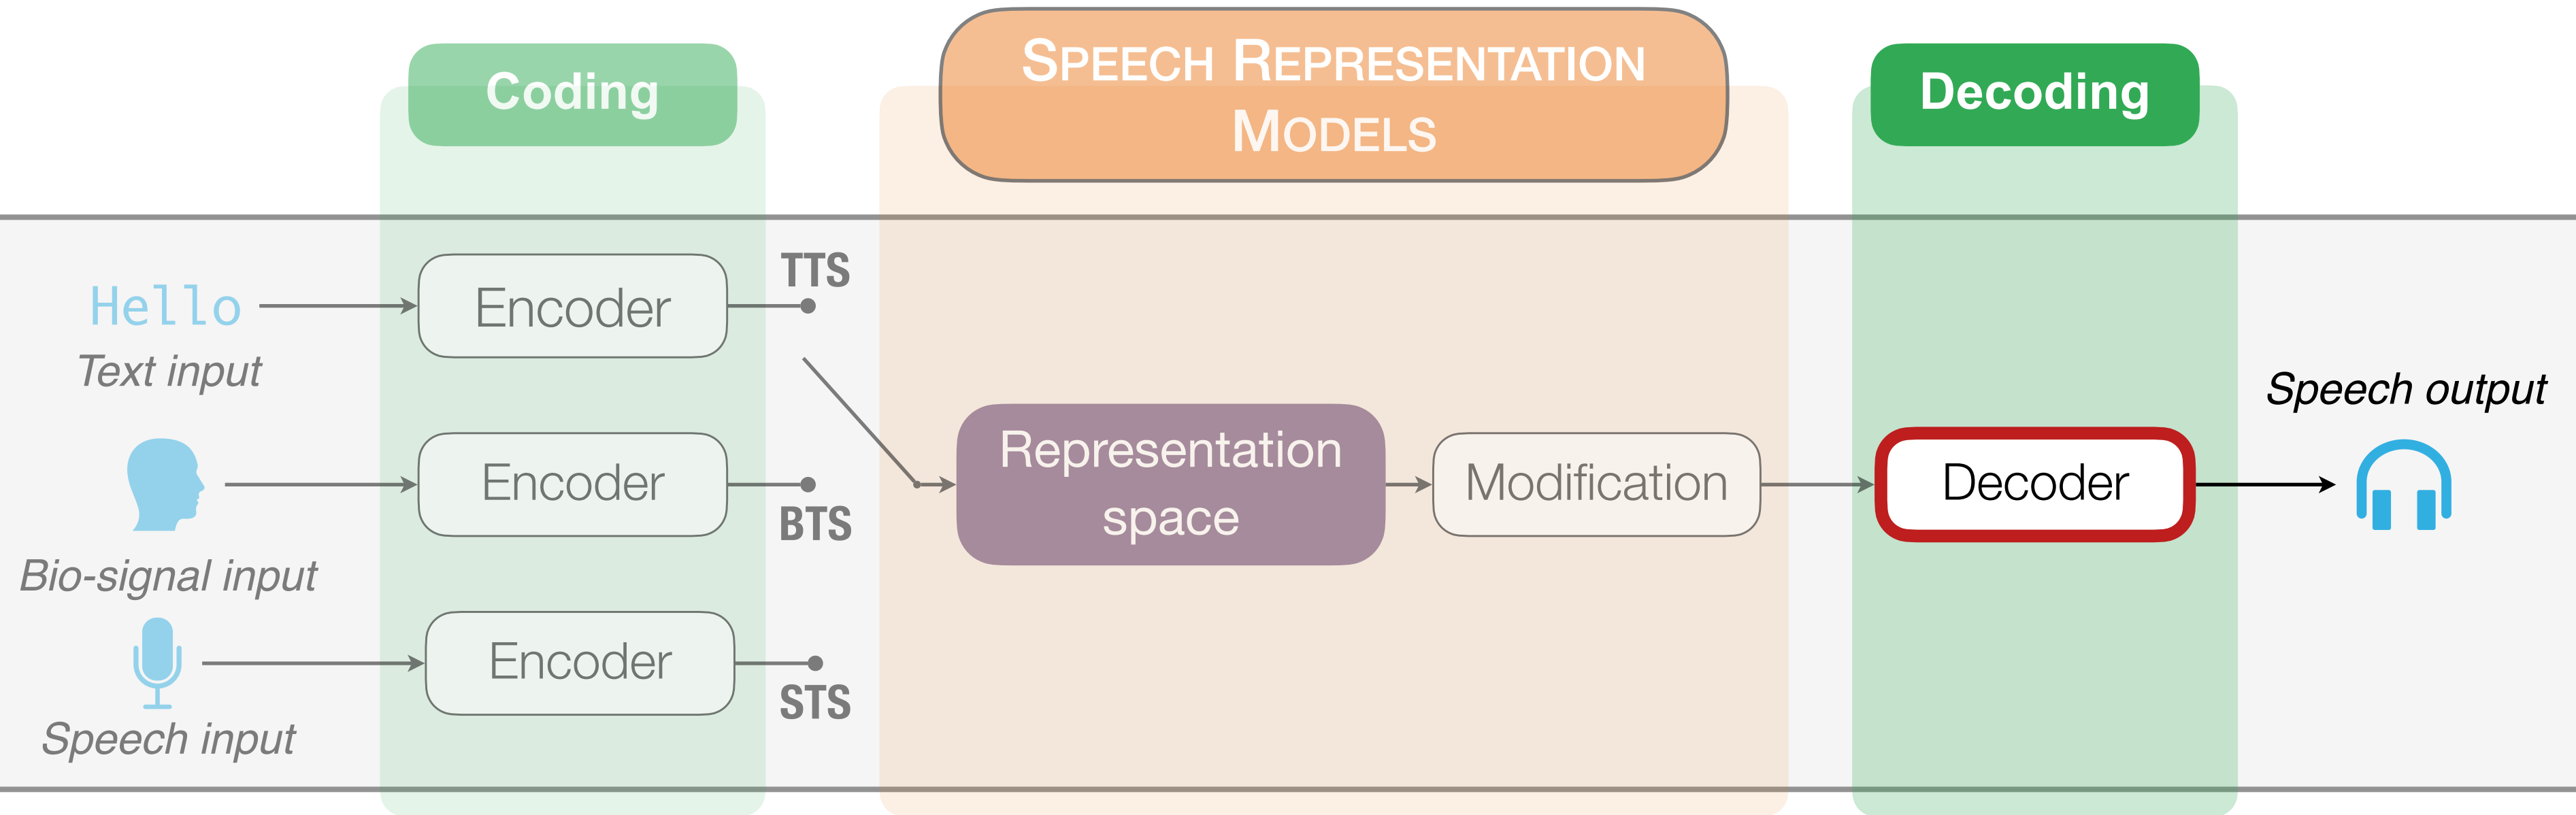 Coding
SPEECH REPRESENTATION
MODELS
Decoding
Hello
Text input
Encoder
TTS
Bio-signal input
Encoder
BTS
Speech input
Encoder
STS
Representation
space
Modification
Decoder
Speech output